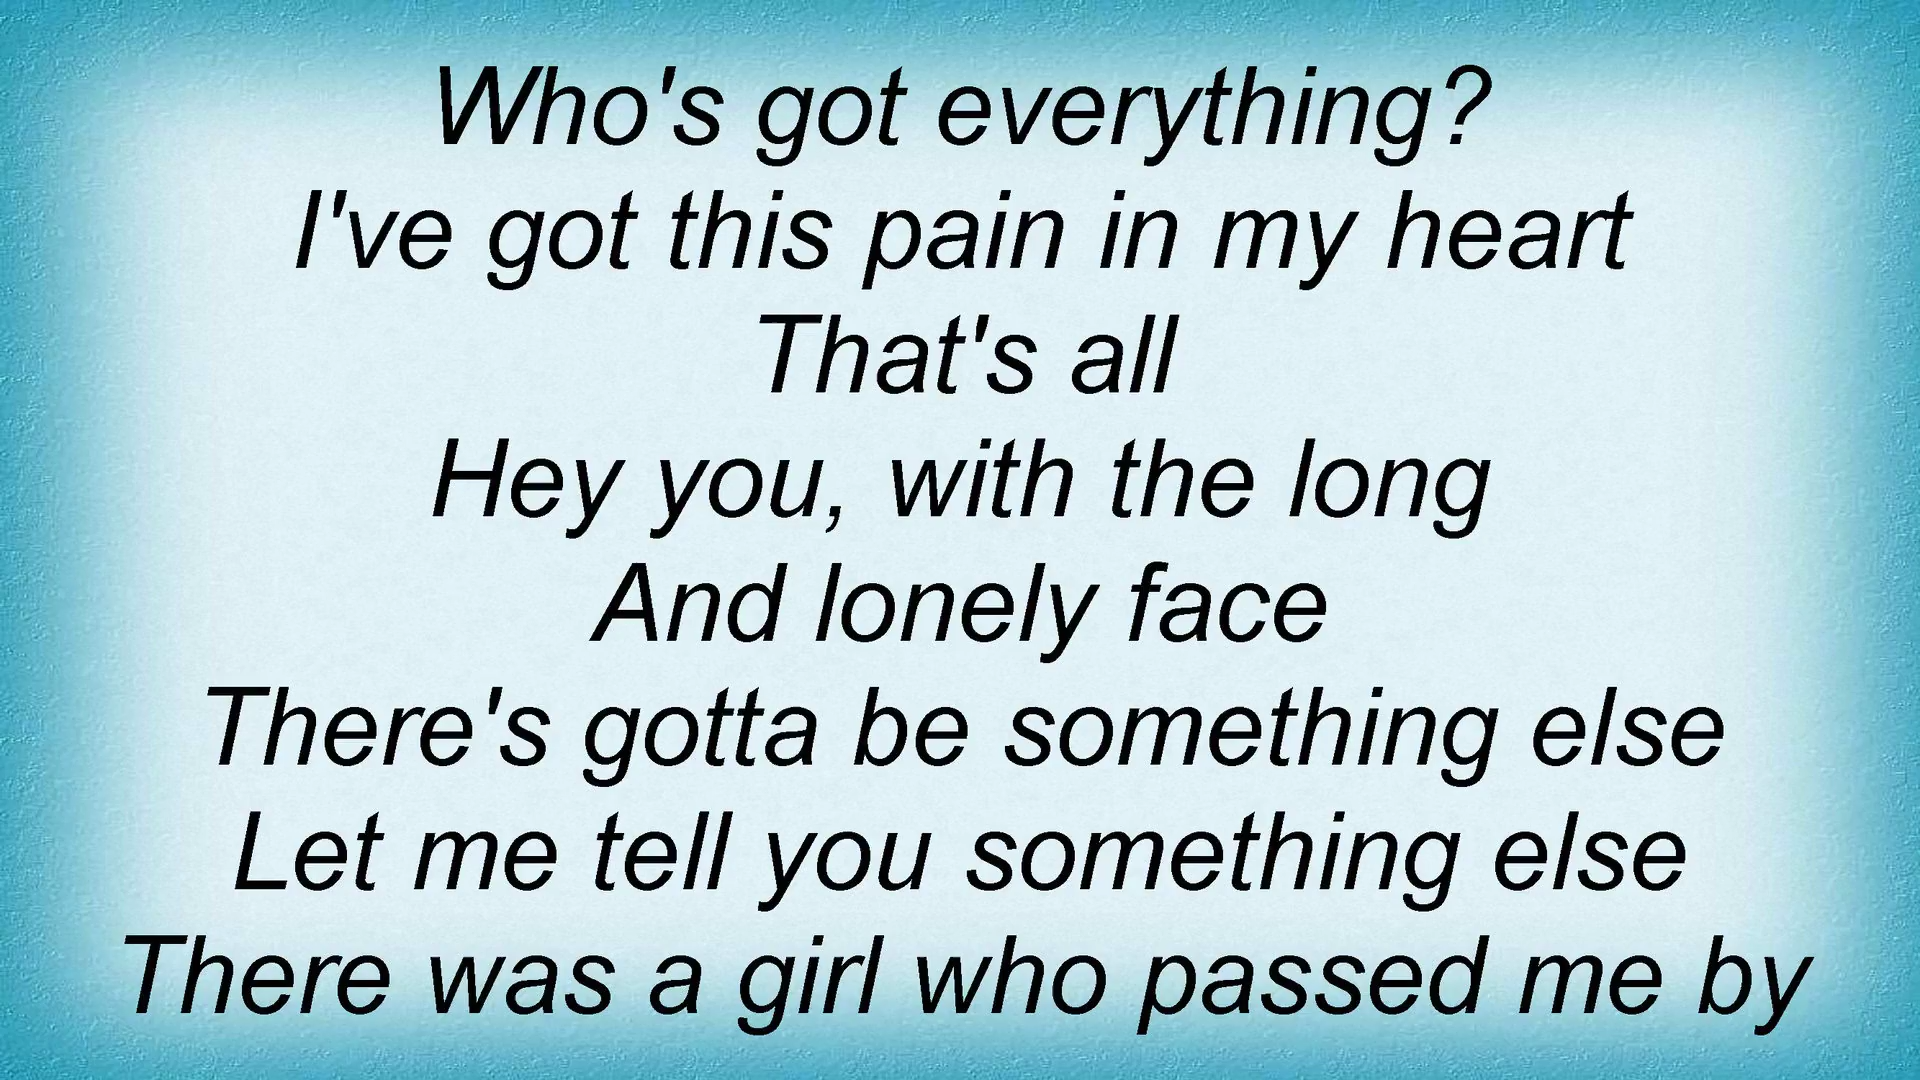 Who's got everything?
I've got this pain in my heart
That's all
Hey you, with the long
And lonely face
There's gotta be something else
Let me tell you something else
There was a girl who passed me by